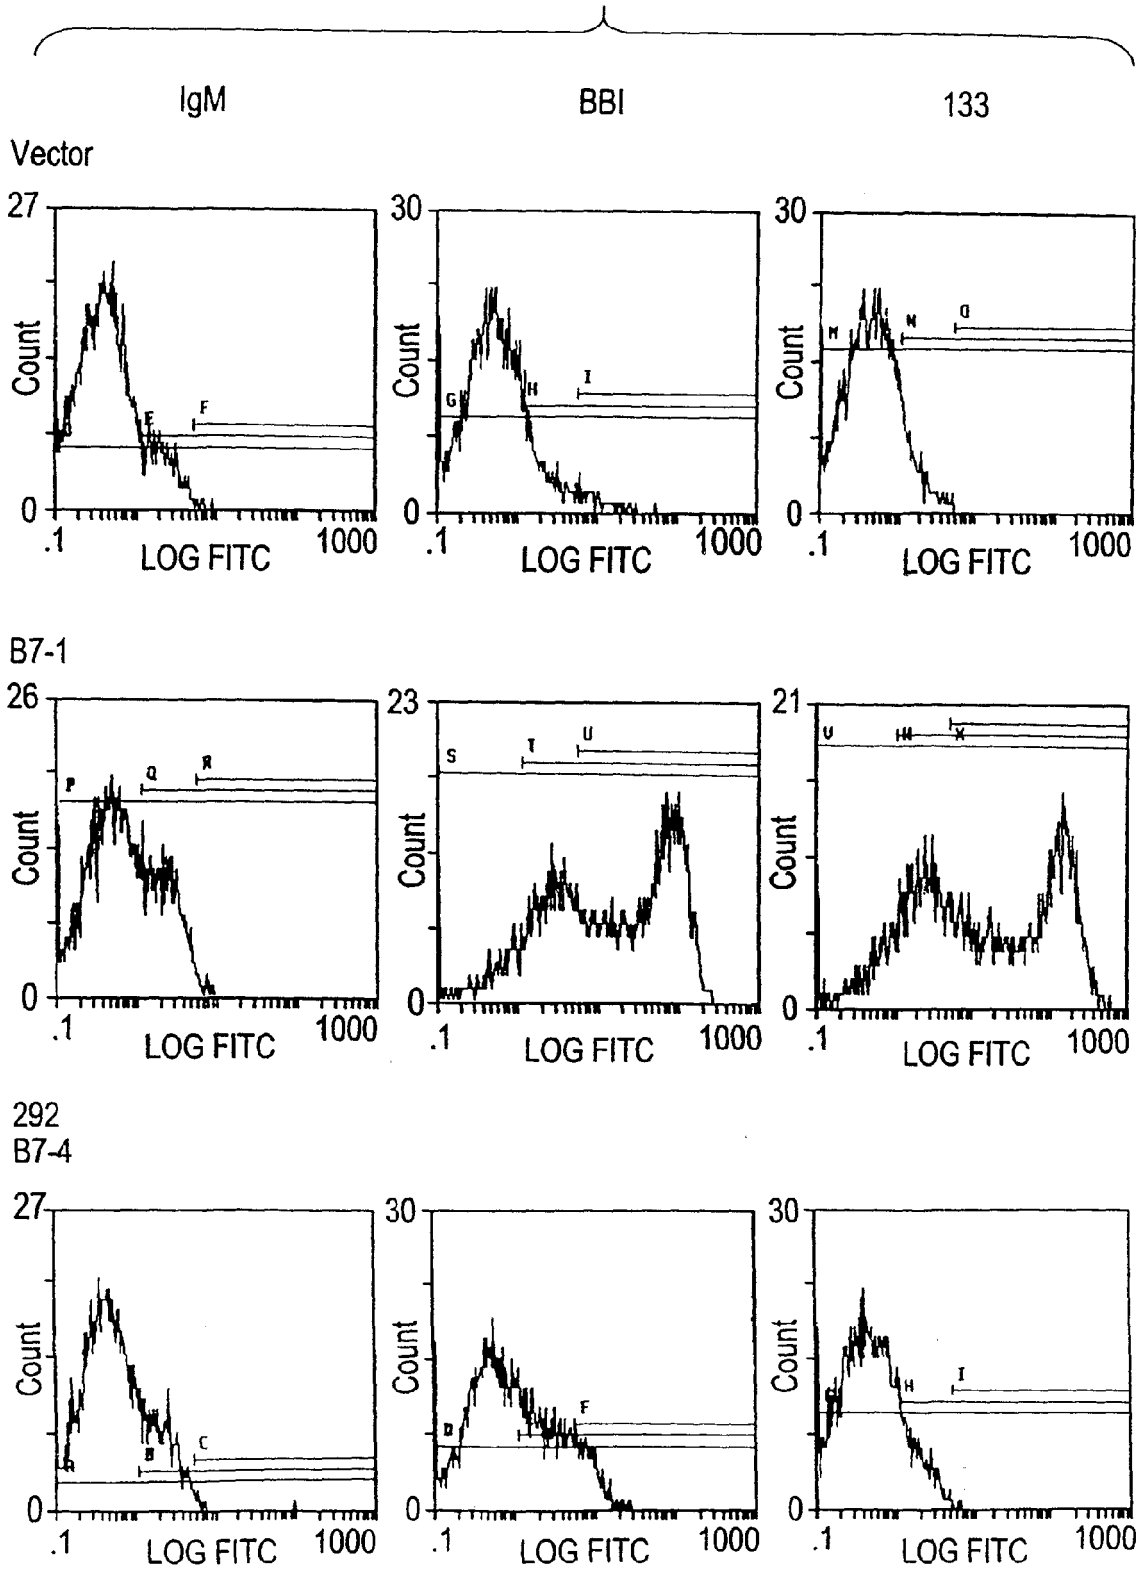 IgM BBI 133
Vector
27 30 30
Count Count Count
F I O
E H N
G M
0 0 0
.1 1000 .1 1000 .1 1000
LOG FITC LOG FITC LOG FITC
B7-1
26 23 21
Count Count Count
P Q R
S T U
V W X
0 0 0
.1 1000 .1 1000 .1 1000
LOG FITC LOG FITC LOG FITC
292
B7-4
27 30 30
Count Count Count
A B C
D F
G H I
0 0 0
.1 1000 .1 1000 .1 1000
LOG FITC LOG FITC LOG FITC